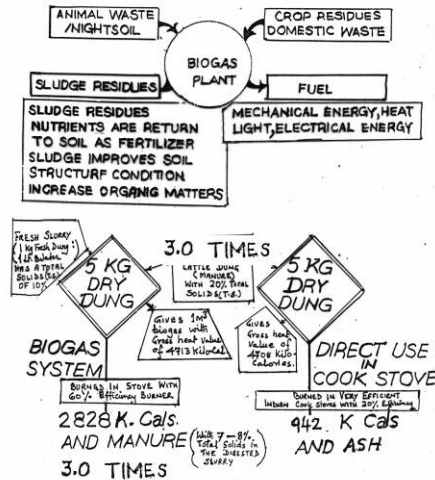 ANIMAL WASTE
/NIGHTSOIL
CROP RESIDUES
DOMESTIC WASTE
BIOGAS
PLANT
SLUDGE RESIDUES
FUEL
SLUDGE RESIDUES
NUTRIENTS ARE RETURN
TO SOIL AS FERTILIZER
SLUDGE IMPROVES SOIL
STRUCTURE CONDITION
INCREASE ORGANIC MATTERS
MECHANICAL ENERGY, HEAT
LIGHT, ELECTRICAL ENERGY
FRESH SLURRY
(1 Kg Fresh Dung:
1 Lt. Water
HAS A TOTAL
SOLIDS (T.S.)
OF 10%
3.0 TIMES
5 KG
DRY
DUNG
CATTLE DUNG
(MANURE)
WITH 20% TOTAL
SOLIDS (T.S.)
5 KG
DRY
DUNG
GIVES 1m³
biogas with
Gross heat value
of 4713 Kilocal
GIVES
Gross heat
value of
4708 Kilo-
Calories.
BIOGAS
SYSTEM
DIRECT USE
IN
COOK STOVE
BURNED IN STOVE WITH
60% Efficiency BURNER.
BURNED IN VERY EFFICIENT
INDIAN COOK STOVES WITH 20% Efficiency
2828 K. Cals.
AND MANURE
(With 7-8%
Total Solids in
THE DIGESTED
SLURRY)
3.0 TIMES
942. K Cals
AND ASH